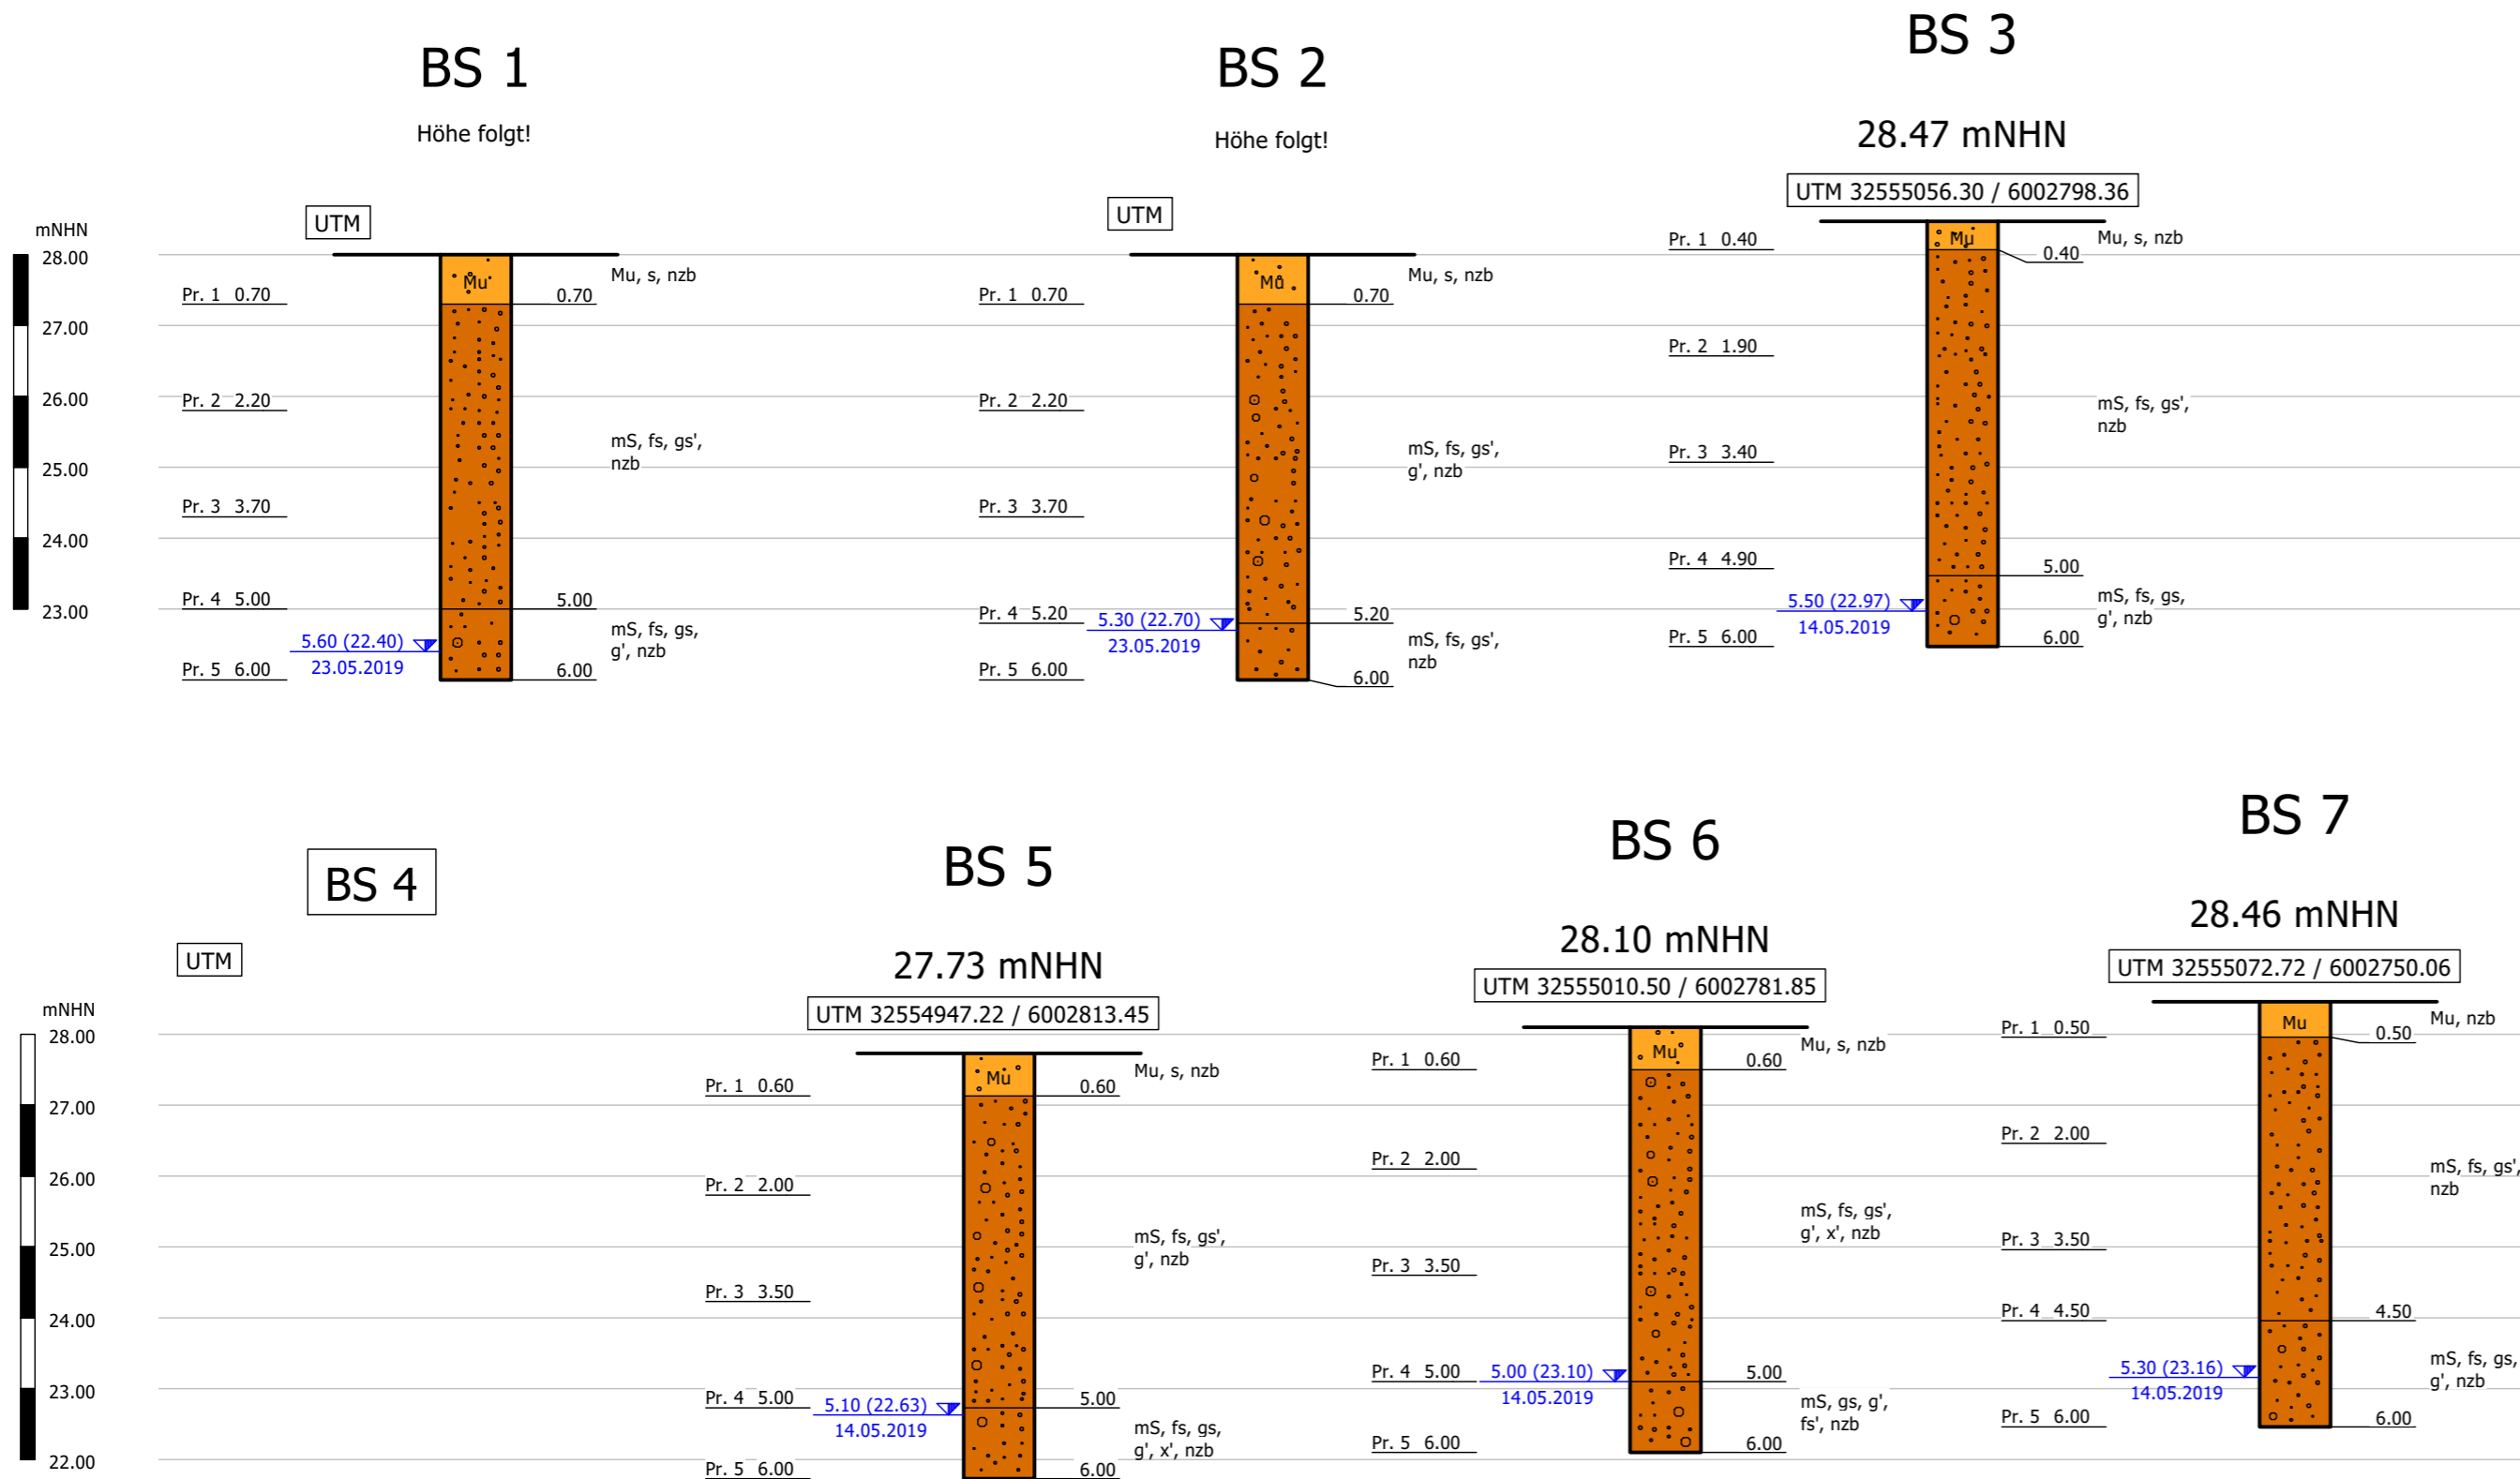 BS 1
Höhe folgt!
UTM
mNHN
28.00
27.00
26.00
25.00
24.00
23.00
Pr. 1 0.70
Pr. 2 2.20
Pr. 3 3.70
Pr. 4 5.00
Pr. 5 6.00
5.60 (22.40)
23.05.2019
Mu
0.70
5.00
6.00
Mu, s, nzb
mS, fs, gs',
nzb
mS, fs, gs,
g', nzb
BS 2
Höhe folgt!
UTM
Pr. 1 0.70
Pr. 2 2.20
Pr. 3 3.70
Pr. 4 5.20
Pr. 5 6.00
5.30 (22.70)
23.05.2019
Mu
0.70
5.20
6.00
Mu, s, nzb
mS, fs, gs',
g', nzb
mS, fs, gs',
nzb
BS 3
28.47 mNHN
UTM 32555056.30 / 6002798.36
Pr. 1 0.40
Pr. 2 1.90
Pr. 3 3.40
Pr. 4 4.90
Pr. 5 6.00
5.50 (22.97)
14.05.2019
Mu
0.40
5.00
6.00
Mu, s, nzb
mS, fs, gs',
nzb
mS, fs, gs,
g', nzb
BS 4
UTM
mNHN
28.00
27.00
26.00
25.00
24.00
23.00
22.00
BS 5
27.73 mNHN
UTM 32554947.22 / 6002813.45
Pr. 1 0.60
Pr. 2 2.00
Pr. 3 3.50
Pr. 4 5.00
Pr. 5 6.00
5.10 (22.63)
14.05.2019
Mu
0.60
5.00
6.00
Mu, s, nzb
mS, fs, gs',
g', nzb
mS, fs, gs,
g', x', nzb
BS 6
28.10 mNHN
UTM 32555010.50 / 6002781.85
Pr. 1 0.60
Pr. 2 2.00
Pr. 3 3.50
Pr. 4 5.00
Pr. 5 6.00
5.00 (23.10)
14.05.2019
Mu
0.60
5.00
6.00
Mu, s, nzb
mS, fs, gs',
g', x', nzb
mS, gs, g',
fs', nzb
BS 7
28.46 mNHN
UTM 32555072.72 / 6002750.06
Pr. 1 0.50
Pr. 2 2.00
Pr. 3 3.50
Pr. 4 4.50
Pr. 5 6.00
5.30 (23.16)
14.05.2019
Mu
0.50
4.50
6.00
Mu, nzb
mS, fs, gs',
nzb
mS, fs, gs,
g', nzb